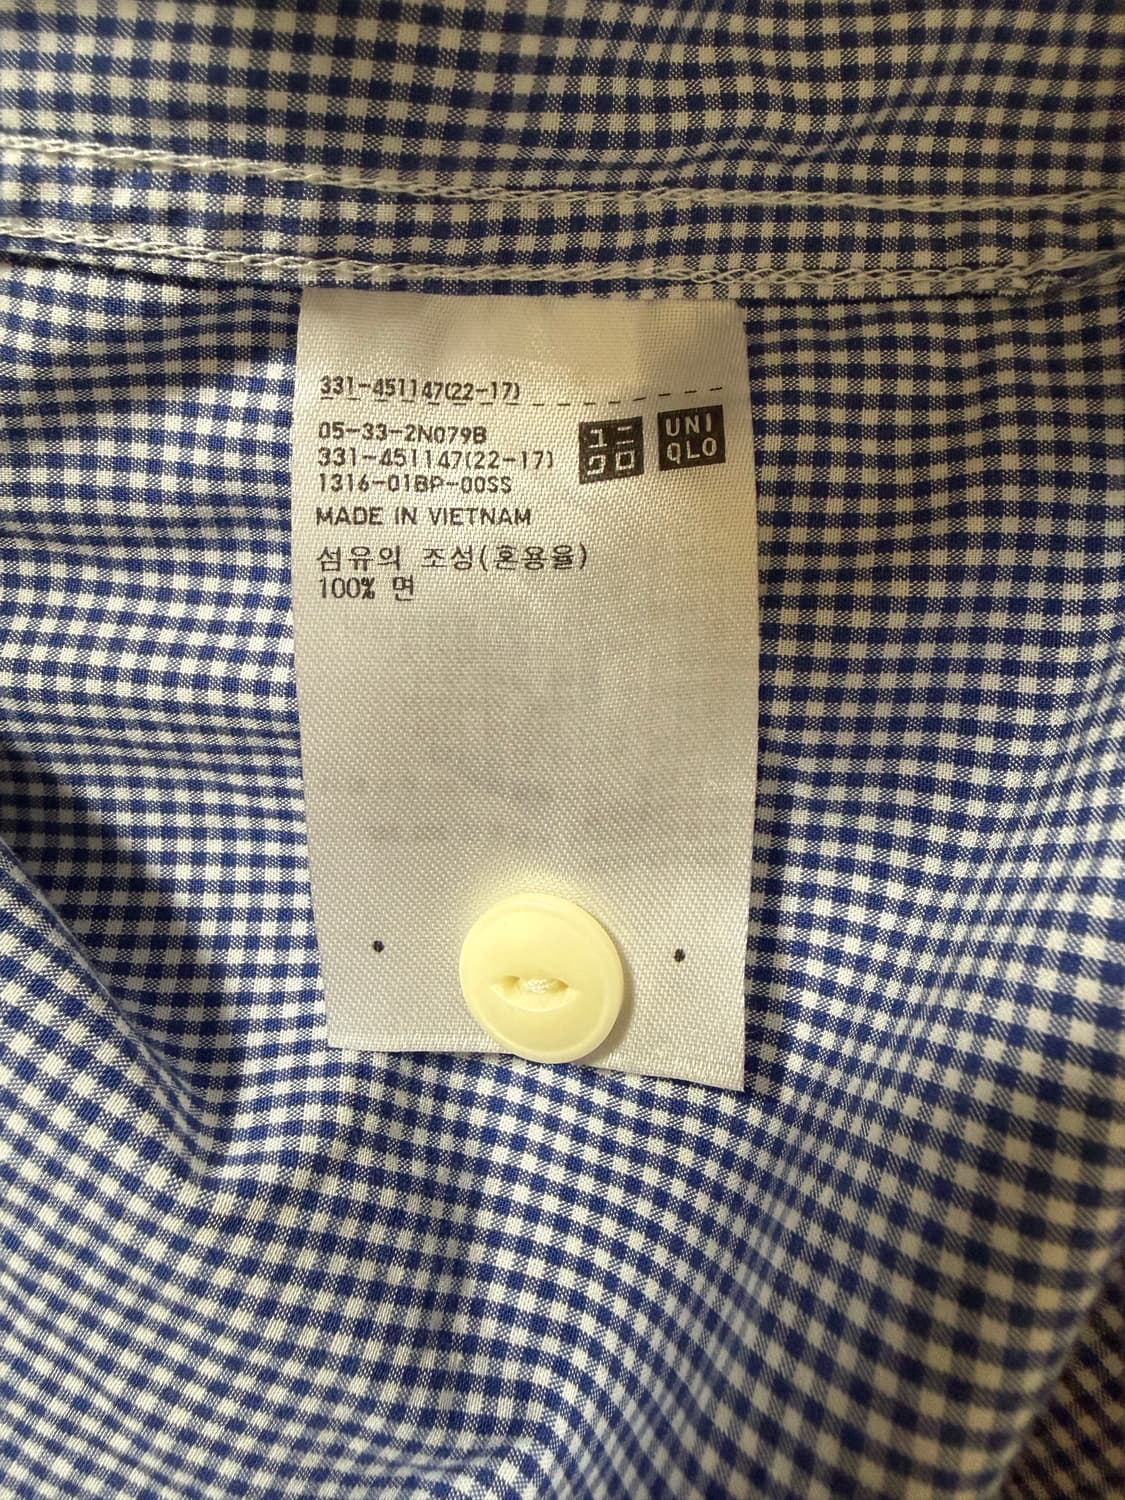 331-451147(22-17)
05-33-2N079B
331-451147(22-17)
1316-01BP-00SS
ユニ
クロ
UNI
QLO
MADE IN VIETNAM
섬유의 조성(혼용율)
100% 면